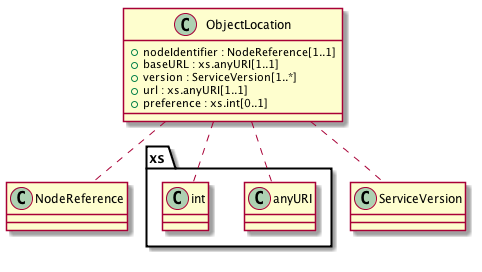 C ObjectLocation
nodeIdentifier : NodeReference[1..1]
baseURL : xs.anyURI[1..1]
version : ServiceVersion[1..*]
url : xs.anyURI[1..1]
preference : xs.int[0..1]
xs
C NodeReference
C int
C anyURI
C ServiceVersion